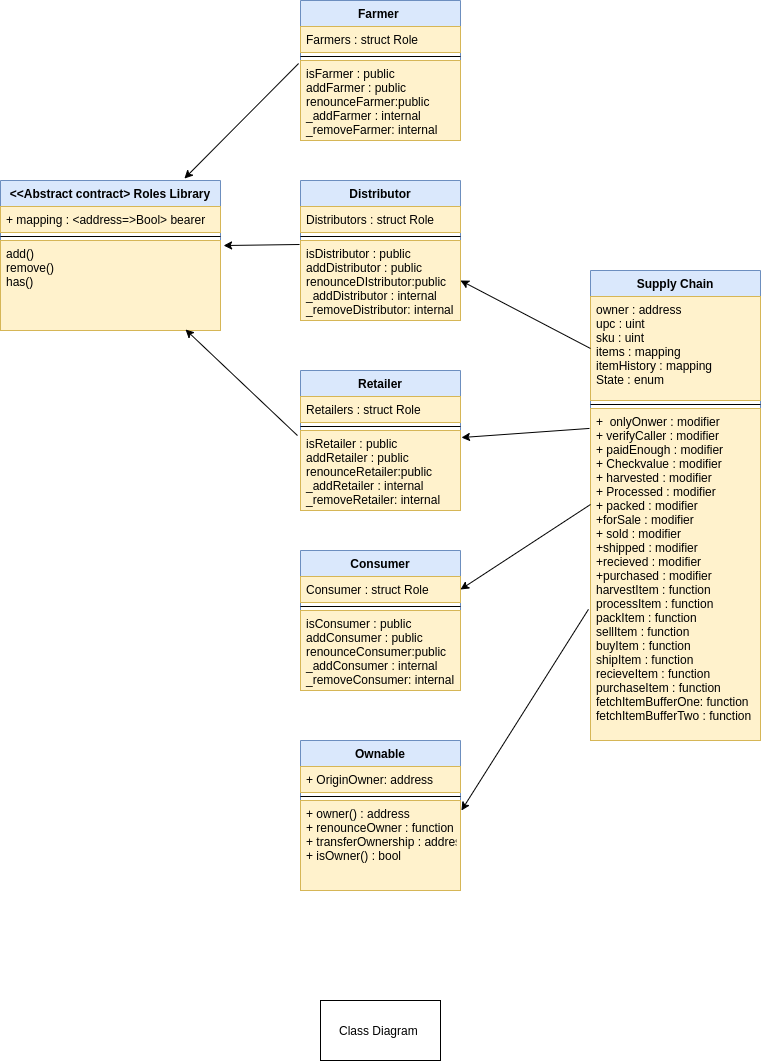 Farmer
Farmers : struct Role
isFarmer : public
addFarmer : public
renounceFarmer:public
_addFarmer : internal
_removeFarmer: internal
<<Abstract contract> Roles Library
+ mapping : <address=>Bool> bearer
add()
remove()
has()
Distributor
Distributors : struct Role
isDistributor : public
addDistributor : public
renounceDIstributor:public
_addDistributor : internal
_removeDistributor: internal
Supply Chain
owner : address
upc : uint
sku : uint
items : mapping
itemHistory : mapping
State : enum
+  onlyOnwer : modifier
+ verifyCaller : modifier
+ paidEnough : modifier
+ Checkvalue : modifier
+ harvested : modifier
+ Processed : modifier
+ packed : modifier
+forSale : modifier
+ sold : modifier
+shipped : modifier
+recieved : modifier
+purchased : modifier
harvestItem : function
processItem : function
packItem : function
sellItem : function
buyItem : function
shipItem : function
recieveItem : function
purchaseItem : function
fetchItemBufferOne: function
fetchItemBufferTwo : function
Retailer
Retailers : struct Role
isRetailer : public
addRetailer : public
renounceRetailer:public
_addRetailer : internal
_removeRetailer: internal
Consumer
Consumer : struct Role
isConsumer : public
addConsumer : public
renounceConsumer:public
_addConsumer : internal
_removeConsumer: internal
Ownable
+ OriginOwner: address
+ owner() : address
+ renounceOwner : function
+ transferOwnership : addre
+ isOwner() : bool
Class Diagram